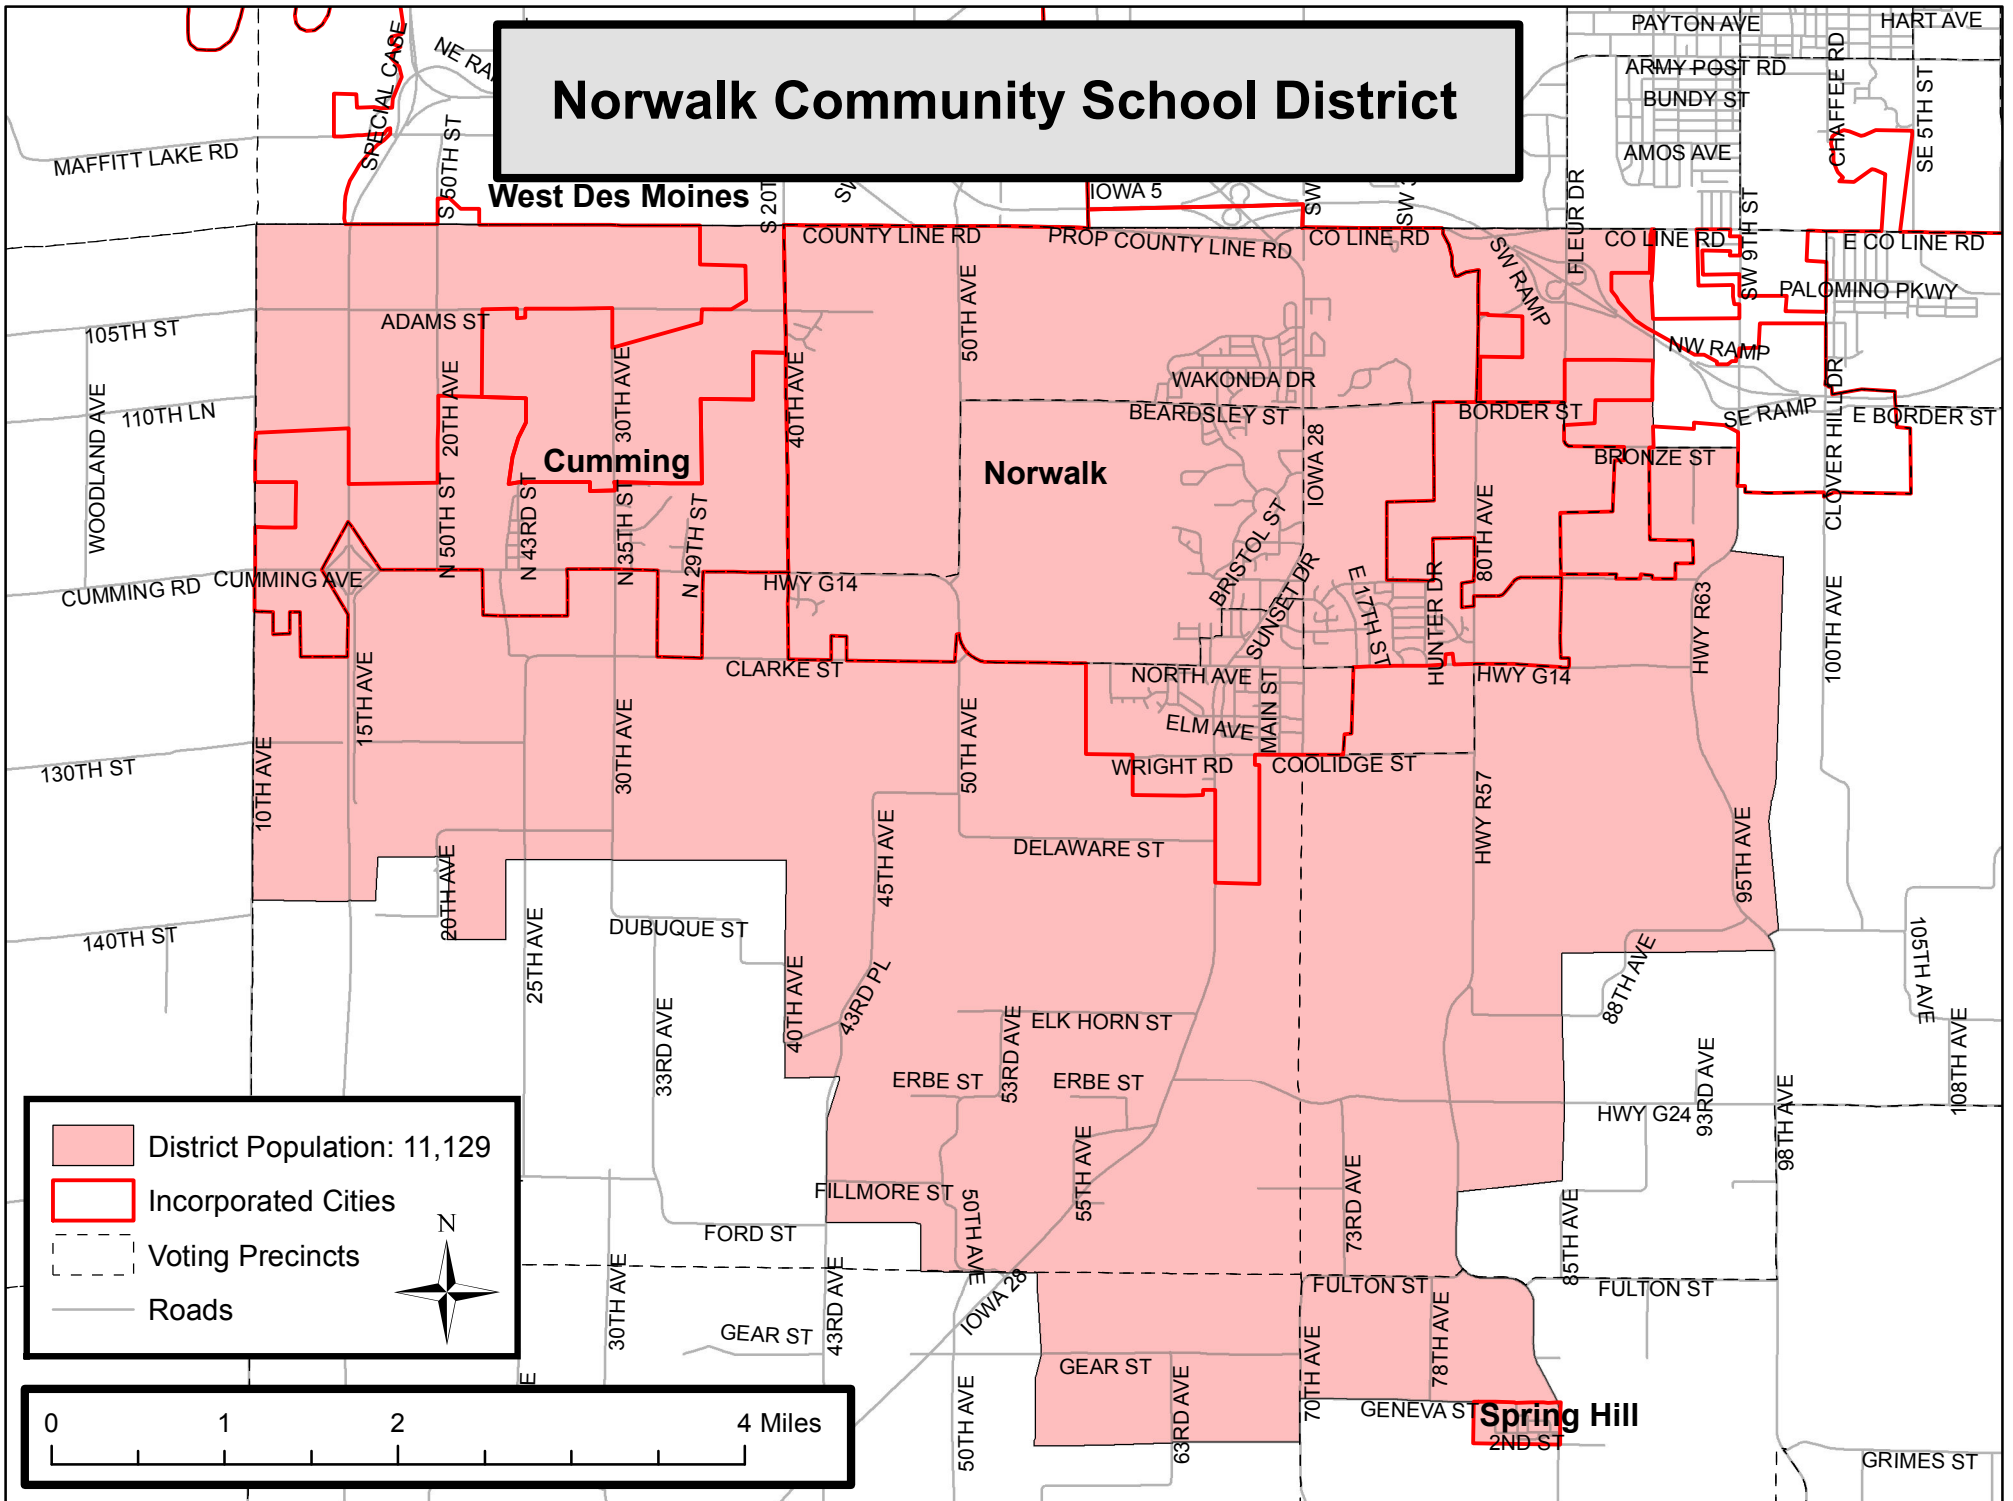 Norwalk Community School District
PAYTON AVE
HART AVE
ARMY POST RD
BUNDY ST
AMOS AVE
CHAFFEE RD
SE 5TH ST
SPECIAL CASE
MAFFITT LAKE RD
S 50TH ST
West Des Moines
S 20T
IOWA 5
FLEUR DR
SW 9TH ST
COUNTY LINE RD
PROP COUNTY LINE RD
CO LINE RD
CO LINE RD
E CO LINE RD
SW RAMP
PALOMINO PKWY
105TH ST
ADAMS ST
50TH AVE
NW RAMP
WOODLAND AVE
110TH LN
20TH AVE
30TH AVE
40TH AVE
WAKONDA DR
BEARDSLEY ST
BORDER ST
SE RAMP
E BORDER ST
CLOVER HILL DR
Cumming
Norwalk
IOWA 28
BRONZE ST
N 50TH ST
N 43RD ST
N 35TH ST
N 29TH ST
BRISTOL ST
SUNSET DR
80TH AVE
CUMMING RD
CUMMING AVE
HWY G14
E 17TH ST
HUNTER DR
HWY R63
100TH AVE
CLARKE ST
NORTH AVE
MAIN ST
HWY G14
15TH AVE
ELM AVE
10TH AVE
30TH AVE
50TH AVE
130TH ST
WRIGHT RD
COOLIDGE ST
HWY R57
45TH AVE
DELAWARE ST
95TH AVE
20TH AVE
25TH AVE
140TH ST
DUBUQUE ST
40TH AVE
43RD PL
88TH AVE
105TH AVE
33RD AVE
53RD AVE
ELK HORN ST
ERBE ST
ERBE ST
HWY G24
93RD AVE
98TH AVE
108TH AVE
District Population: 11,129
Incorporated Cities
Voting Precincts
Roads
N
FILLMORE ST
50TH AVE
55TH AVE
73RD AVE
85TH AVE
FORD ST
30TH AVE
43RD AVE
IOWA 28
FULTON ST
FULTON ST
GEAR ST
GEAR ST
78TH AVE
70TH AVE
63RD AVE
50TH AVE
GENEVA ST
Spring Hill
2ND ST
GRIMES ST
0 1 2 4 Miles